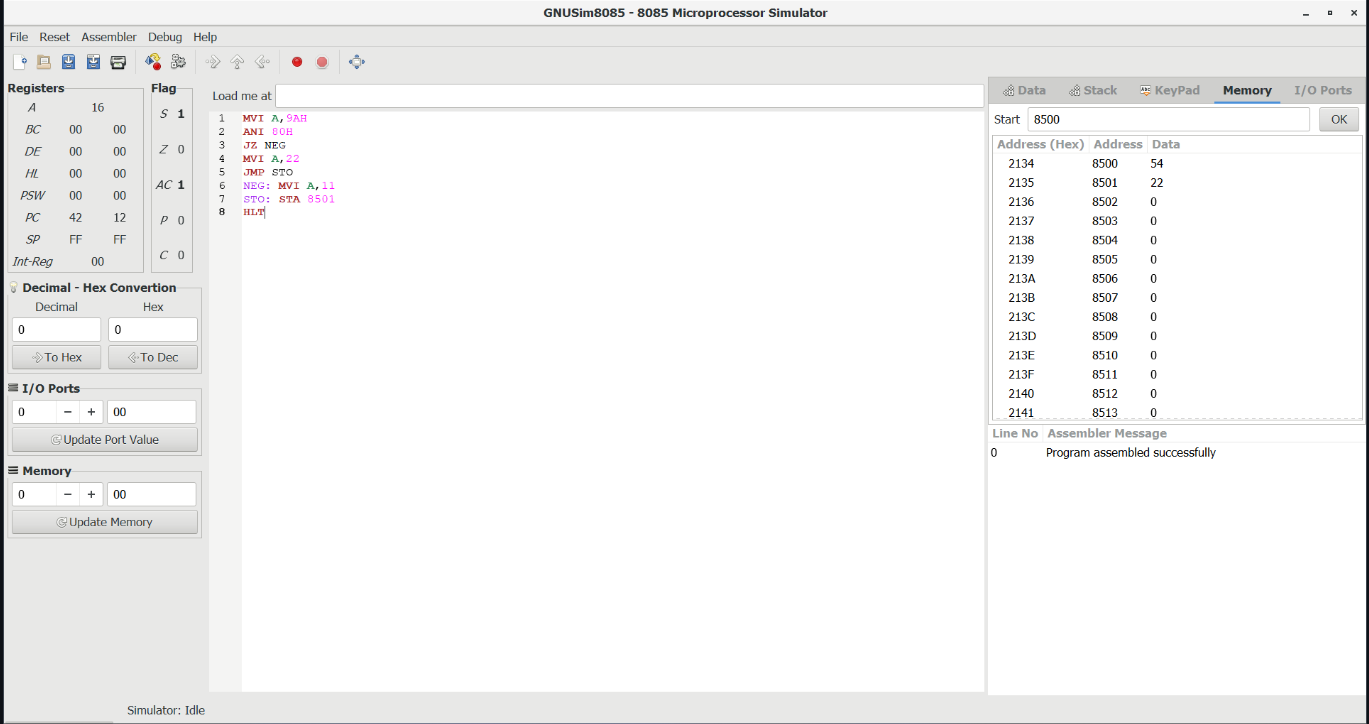 GNUSim8085 - 8085 Microprocessor Simulator
File Reset Assembler Debug Help
Registers
A 16
BC 00 00
DE 00 00
HL 00 00
PSW 00 00
PC 42 12
SP FF FF
Int-Reg 00
Flag
S 1
Z 0
AC 1
P 0
C 0
Decimal - Hex Convertion
Decimal Hex
0 0
To Hex To Dec
I/O Ports
0 − + 00
Update Port Value
Memory
0 − + 00
Update Memory
Load me at
1 MVI A,9AH
2 ANI 80H
3 JZ NEG
4 MVI A,22
5 JMP STO
6 NEG: MVI A,11
7 STO: STA 8501
8 HLT
Data Stack KeyPad Memory I/O Ports
Start 8500 OK
Address (Hex) Address Data
2134 8500 54
2135 8501 22
2136 8502 0
2137 8503 0
2138 8504 0
2139 8505 0
213A 8506 0
213B 8507 0
213C 8508 0
213D 8509 0
213E 8510 0
213F 8511 0
2140 8512 0
2141 8513 0
Line No Assembler Message
0 Program assembled successfully
Simulator: Idle